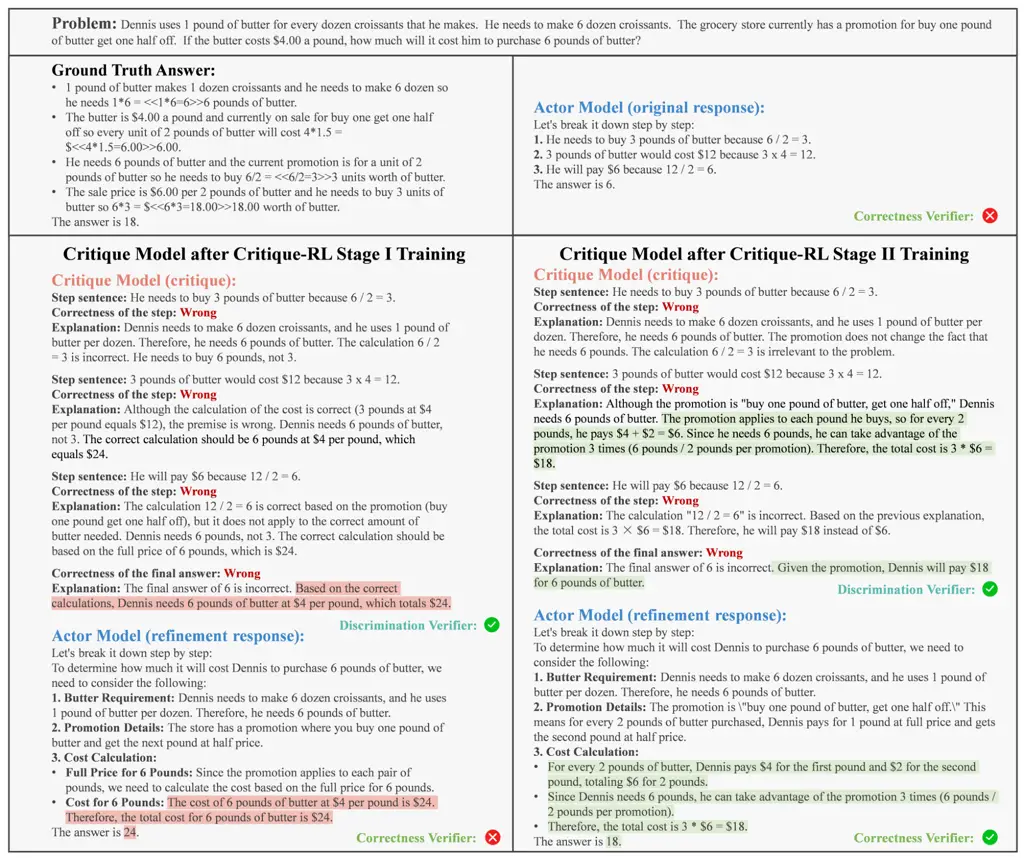 Problem: Dennis uses 1 pound of butter for every dozen croissants that he makes. He needs to make 6 dozen croissants. The grocery store currently has a promotion for buy one pound
of butter get one half off. If the butter costs $4.00 a pound, how much will it cost him to purchase 6 pounds of butter?
Ground Truth Answer:
• 1 pound of butter makes 1 dozen croissants and he needs to make 6 dozen so
he needs 1*6 = <<1*6=6>>6 pounds of butter.
• The butter is $4.00 a pound and currently on sale for buy one get one half
off so every unit of 2 pounds of butter will cost 4*1.5 =
$<<4*1.5=6.00>>6.00.
• He needs 6 pounds of butter and the current promotion is for a unit of 2
pounds of butter so he needs to buy 6/2 = <<6/2=3>>3 units worth of butter.
• The sale price is $6.00 per 2 pounds of butter and he needs to buy 3 units of
butter so 6*3 = $<<6*3=18.00>>18.00 worth of butter.
The answer is 18.
Actor Model (original response):
Let's break it down step by step:
1. He needs to buy 3 pounds of butter because 6 / 2 = 3.
2. 3 pounds of butter would cost $12 because 3 x 4 = 12.
3. He will pay $6 because 12 / 2 = 6.
The answer is 6.
Correctness Verifier:
Critique Model after Critique-RL Stage I Training
Critique Model (critique):
Step sentence: He needs to buy 3 pounds of butter because 6 / 2 = 3.
Correctness of the step: Wrong
Explanation: Dennis needs to make 6 dozen croissants, and he uses 1 pound of
butter per dozen. Therefore, he needs 6 pounds of butter. The calculation 6 / 2
= 3 is incorrect. He needs to buy 6 pounds, not 3.
Step sentence: 3 pounds of butter would cost $12 because 3 x 4 = 12.
Correctness of the step: Wrong
Explanation: Although the calculation of the cost is correct (3 pounds at $4
per pound equals $12), the premise is wrong. Dennis needs 6 pounds of butter,
not 3. The correct calculation should be 6 pounds at $4 per pound, which
equals $24.
Step sentence: He will pay $6 because 12 / 2 = 6.
Correctness of the step: Wrong
Explanation: The calculation 12 / 2 = 6 is correct based on the promotion (buy
one pound get one half off), but it does not apply to the correct amount of
butter needed. Dennis needs 6 pounds, not 3. The correct calculation should be
based on the full price of 6 pounds, which is $24.
Correctness of the final answer: Wrong
Explanation: The final answer of 6 is incorrect. Based on the correct
calculations, Dennis needs 6 pounds of butter at $4 per pound, which totals $24.
Discrimination Verifier:
Actor Model (refinement response):
Let's break it down step by step:
To determine how much it will cost Dennis to purchase 6 pounds of butter, we
need to consider the following:
1. Butter Requirement: Dennis needs to make 6 dozen croissants, and he uses
1 pound of butter per dozen. Therefore, he needs 6 pounds of butter.
2. Promotion Details: The store has a promotion where you buy one pound of
butter and get the next pound at half price.
3. Cost Calculation:
• Full Price for 6 Pounds: Since the promotion applies to each pair of
pounds, we need to calculate the cost based on the full price for 6 pounds.
• Cost for 6 Pounds: The cost of 6 pounds of butter at $4 per pound is $24.
Therefore, the total cost for 6 pounds of butter is $24.
The answer is 24.
Correctness Verifier:
Critique Model after Critique-RL Stage II Training
Critique Model (critique):
Step sentence: He needs to buy 3 pounds of butter because 6 / 2 = 3.
Correctness of the step: Wrong
Explanation: Dennis needs to make 6 dozen croissants, and he uses 1 pound of butter per
dozen. Therefore, he needs 6 pounds of butter. The promotion does not change the fact that
he needs 6 pounds. The calculation 6 / 2 = 3 is irrelevant to the problem.
Step sentence: 3 pounds of butter would cost $12 because 3 x 4 = 12.
Correctness of the step: Wrong
Explanation: Although the promotion is "buy one pound of butter, get one half off," Dennis
needs 6 pounds of butter. The promotion applies to each pound he buys, so for every 2
pounds, he pays $4 + $2 = $6. Since he needs 6 pounds, he can take advantage of the
promotion 3 times (6 pounds / 2 pounds per promotion). Therefore, the total cost is 3 * $6 =
$18.
Step sentence: He will pay $6 because 12 / 2 = 6.
Correctness of the step: Wrong
Explanation: The calculation "12 / 2 = 6" is incorrect. Based on the previous explanation,
the total cost is 3 × $6 = $18. Therefore, he will pay $18 instead of $6.
Correctness of the final answer: Wrong
Explanation: The final answer of 6 is incorrect. Given the promotion, Dennis will pay $18
for 6 pounds of butter.
Discrimination Verifier:
Actor Model (refinement response):
Let's break it down step by step:
To determine how much it will cost Dennis to purchase 6 pounds of butter, we need to
consider the following:
1. Butter Requirement: Dennis needs to make 6 dozen croissants, and he uses 1 pound of
butter per dozen. Therefore, he needs 6 pounds of butter.
2. Promotion Details: The promotion is \"buy one pound of butter, get one half off.\" This
means for every 2 pounds of butter purchased, Dennis pays for 1 pound at full price and gets
the second pound at half price.
3. Cost Calculation:
• For every 2 pounds of butter, Dennis pays $4 for the first pound and $2 for the second
pound, totaling $6 for 2 pounds.
• Since Dennis needs 6 pounds, he can take advantage of the promotion 3 times (6 pounds /
2 pounds per promotion).
• Therefore, the total cost is 3 * $6 = $18.
The answer is 18.
Correctness Verifier: